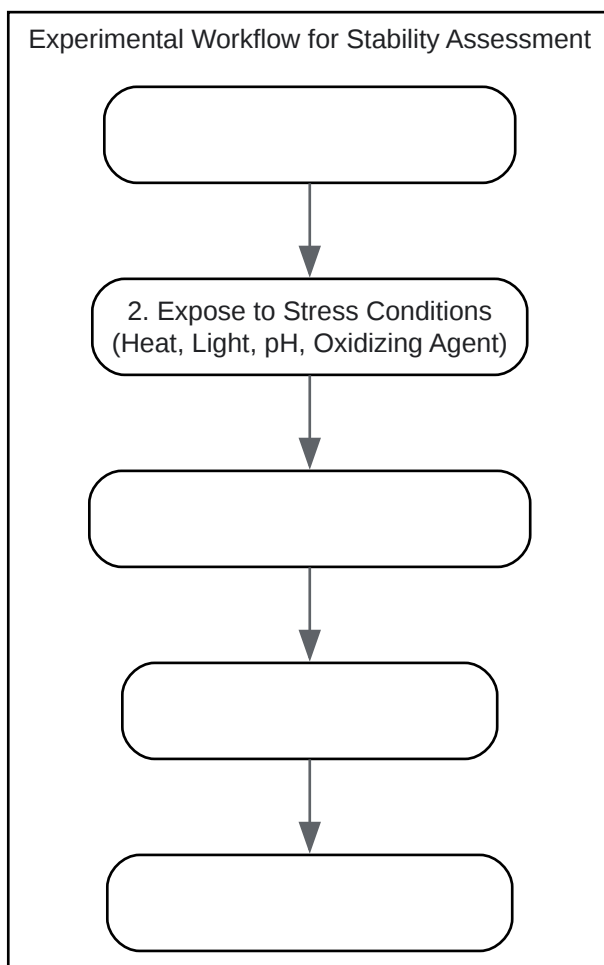 Experimental Workflow for Stability Assessment
2. Expose to Stress Conditions
(Heat, Light, pH, Oxidizing Agent)